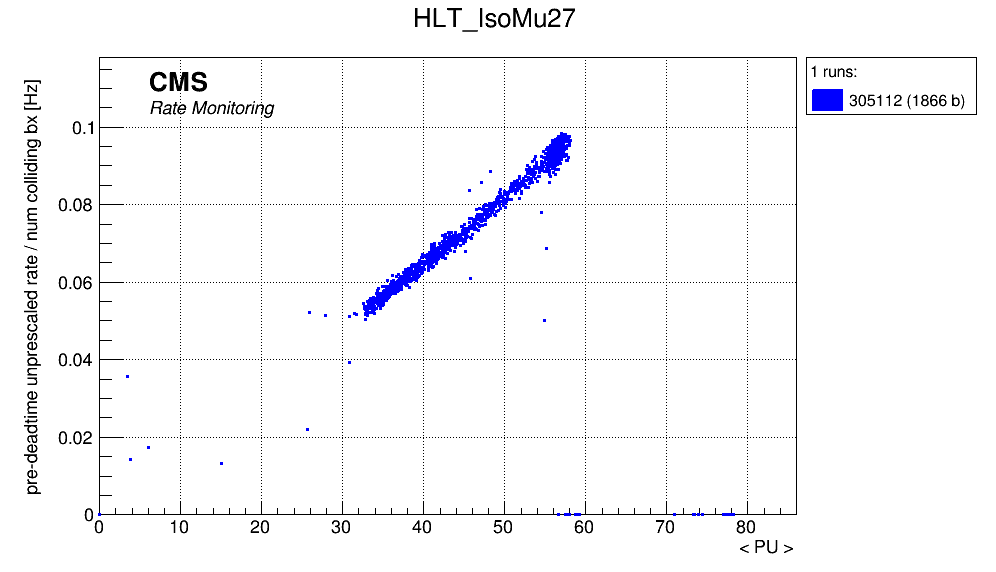 HLT_IsoMu27
CMS
Rate Monitoring
1 runs:
305112 (1866 b)
pre-deadtime unprescaled rate / num colliding bx [Hz]
0.1
0.08
0.06
0.04
0.02
0
0 10 20 30 40 50 60 70 80
< PU >